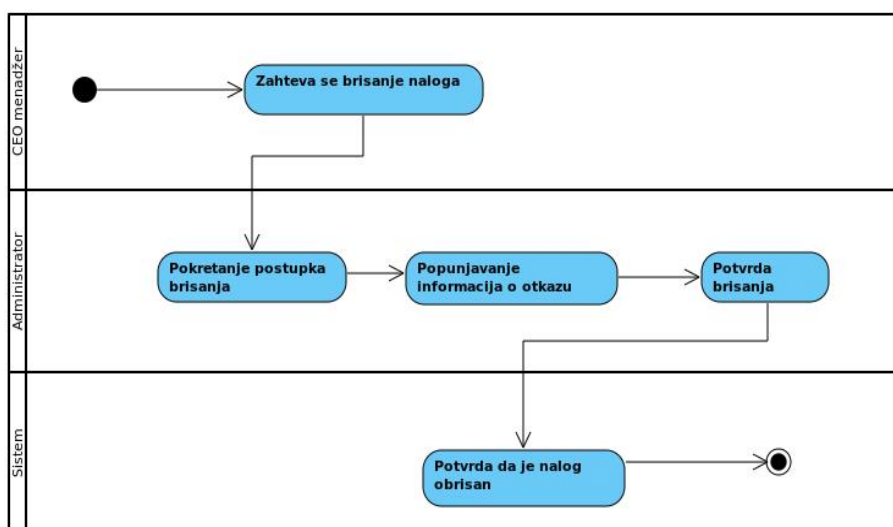 CEO menadžer
Zahteva se brisanje naloga
Administrator
Pokretanje postupka
brisanja
Popunjavanje
informacija o otkazu
Potvrda
brisanja
Sistem
Potvrda da je nalog
obrisan